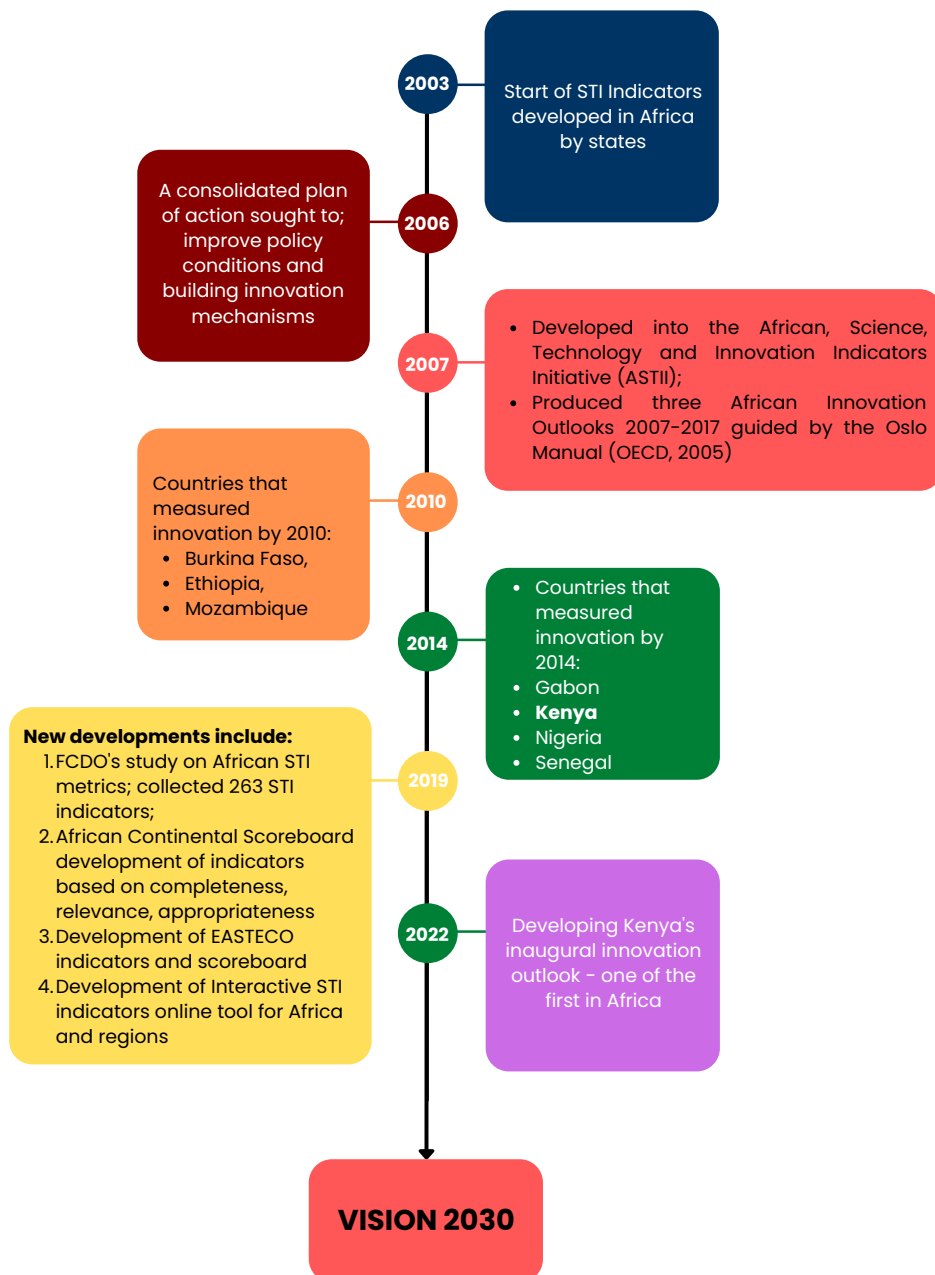 2003
Start of STI Indicators
developed in Africa
by states
A consolidated plan
of action sought to;
improve policy
conditions and
building innovation
mechanisms
2006
2007
• Developed into the African, Science,
Technology and Innovation Indicators
Initiative (ASTII);
• Produced three African Innovation
Outlooks 2007-2017 guided by the Oslo
Manual (OECD, 2005)
Countries that
measured
innovation by 2010:
• Burkina Faso,
• Ethiopia,
• Mozambique
2010
2014
• Countries that
measured
innovation by
2014:
• Gabon
• Kenya
• Nigeria
• Senegal
New developments include:
1. FCDO's study on African STI
metrics; collected 263 STI
indicators;
2. African Continental Scoreboard
development of indicators
based on completeness,
relevance, appropriateness
3. Development of EASTECO
indicators and scoreboard
4. Development of Interactive STI
indicators online tool for Africa
and regions
2019
2022
Developing Kenya's
inaugural innovation
outlook - one of the
first in Africa
VISION 2030